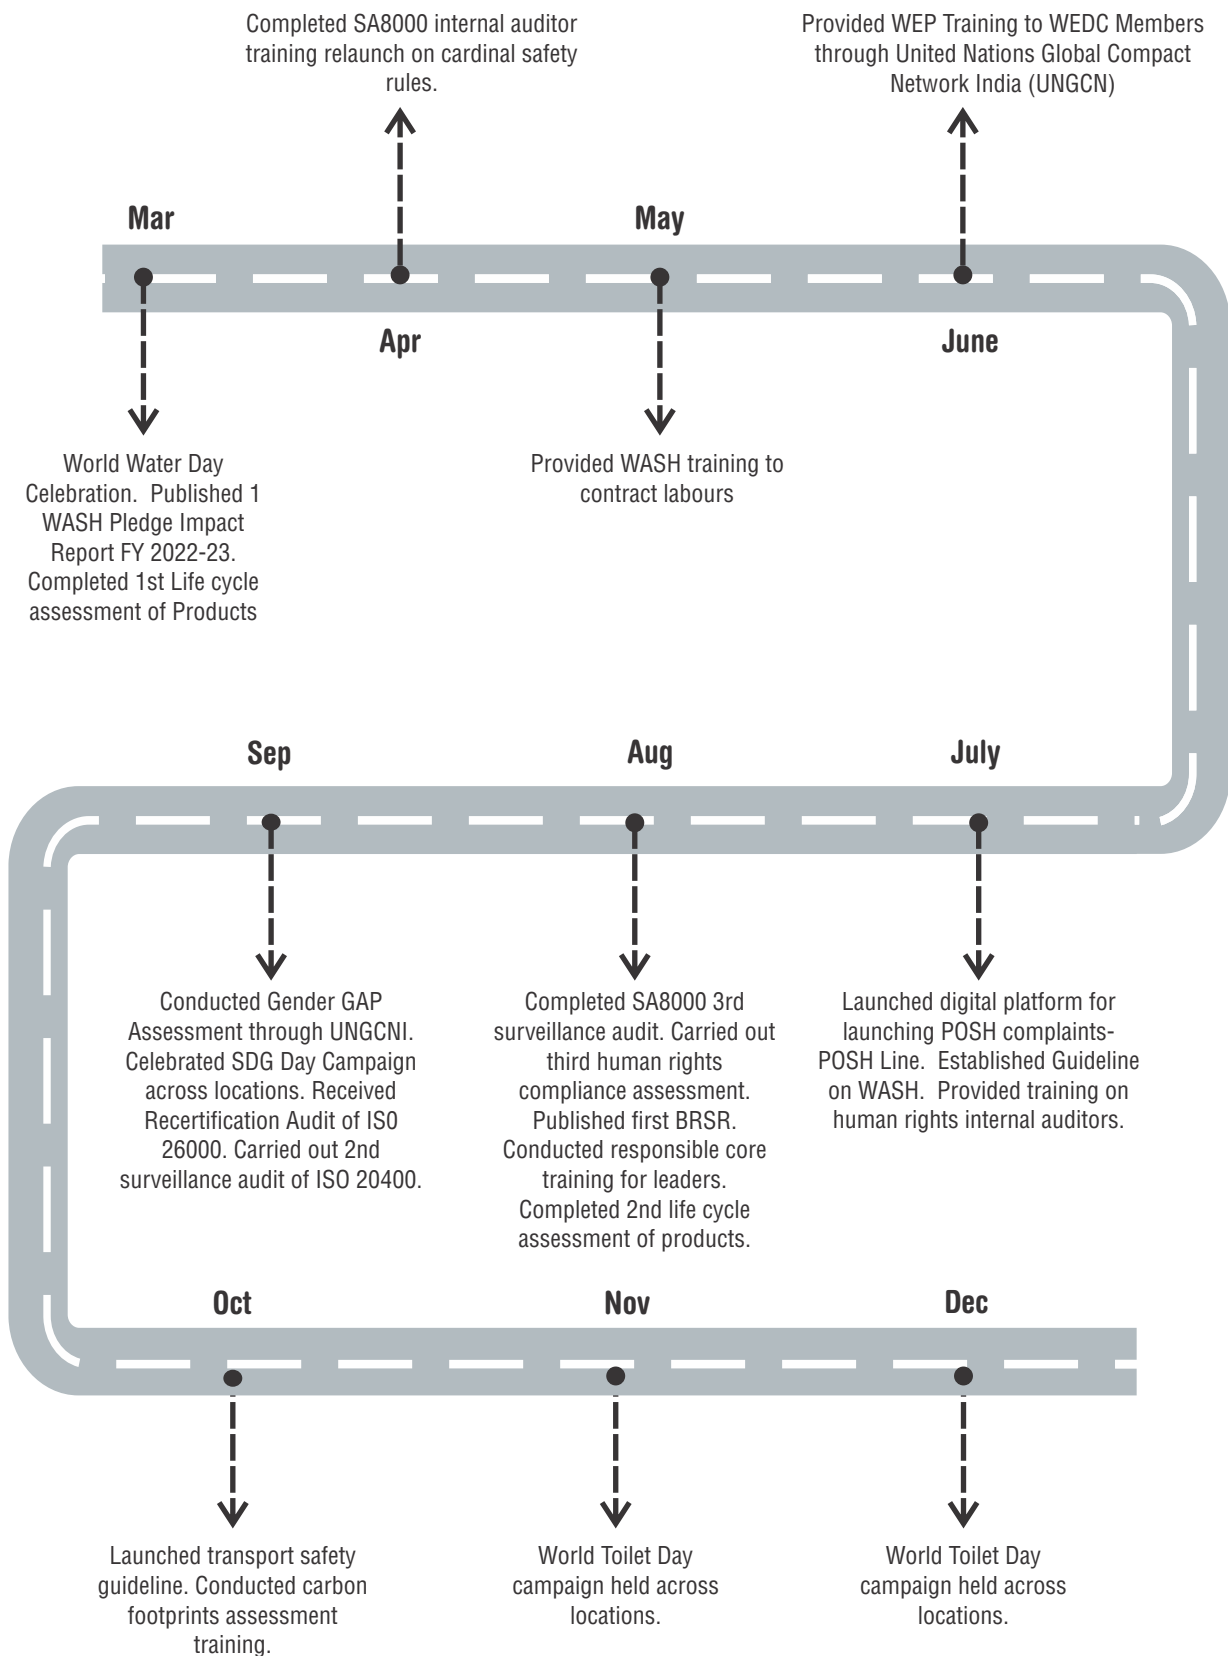 Completed SA8000 internal auditor
training relaunch on cardinal safety
rules.
Provided WEP Training to WEDC Members
through United Nations Global Compact
Network India (UNGCN)
Mar
May
Apr
June
World Water Day
Celebration.  Published 1
WASH Pledge Impact
Report FY 2022-23.
Completed 1st Life cycle
assessment of Products
Provided WASH training to
contract labours
Sep
Aug
July
Conducted Gender GAP
Assessment through UNGCNI.
Celebrated SDG Day Campaign
across locations. Received
Recertification Audit of ISO
26000. Carried out 2nd
surveillance audit of ISO 20400.
Completed SA8000 3rd
surveillance audit. Carried out
third human rights
compliance assessment.
Published first BRSR.
Conducted responsible core
training for leaders.
Completed 2nd life cycle
assessment of products.
Launched digital platform for
launching POSH complaints-
POSH Line.  Established Guideline
on WASH.  Provided training on
human rights internal auditors.
Oct
Nov
Dec
Launched transport safety
guideline. Conducted carbon
footprints assessment
training.
World Toilet Day
campaign held across
locations.
World Toilet Day
campaign held across
locations.